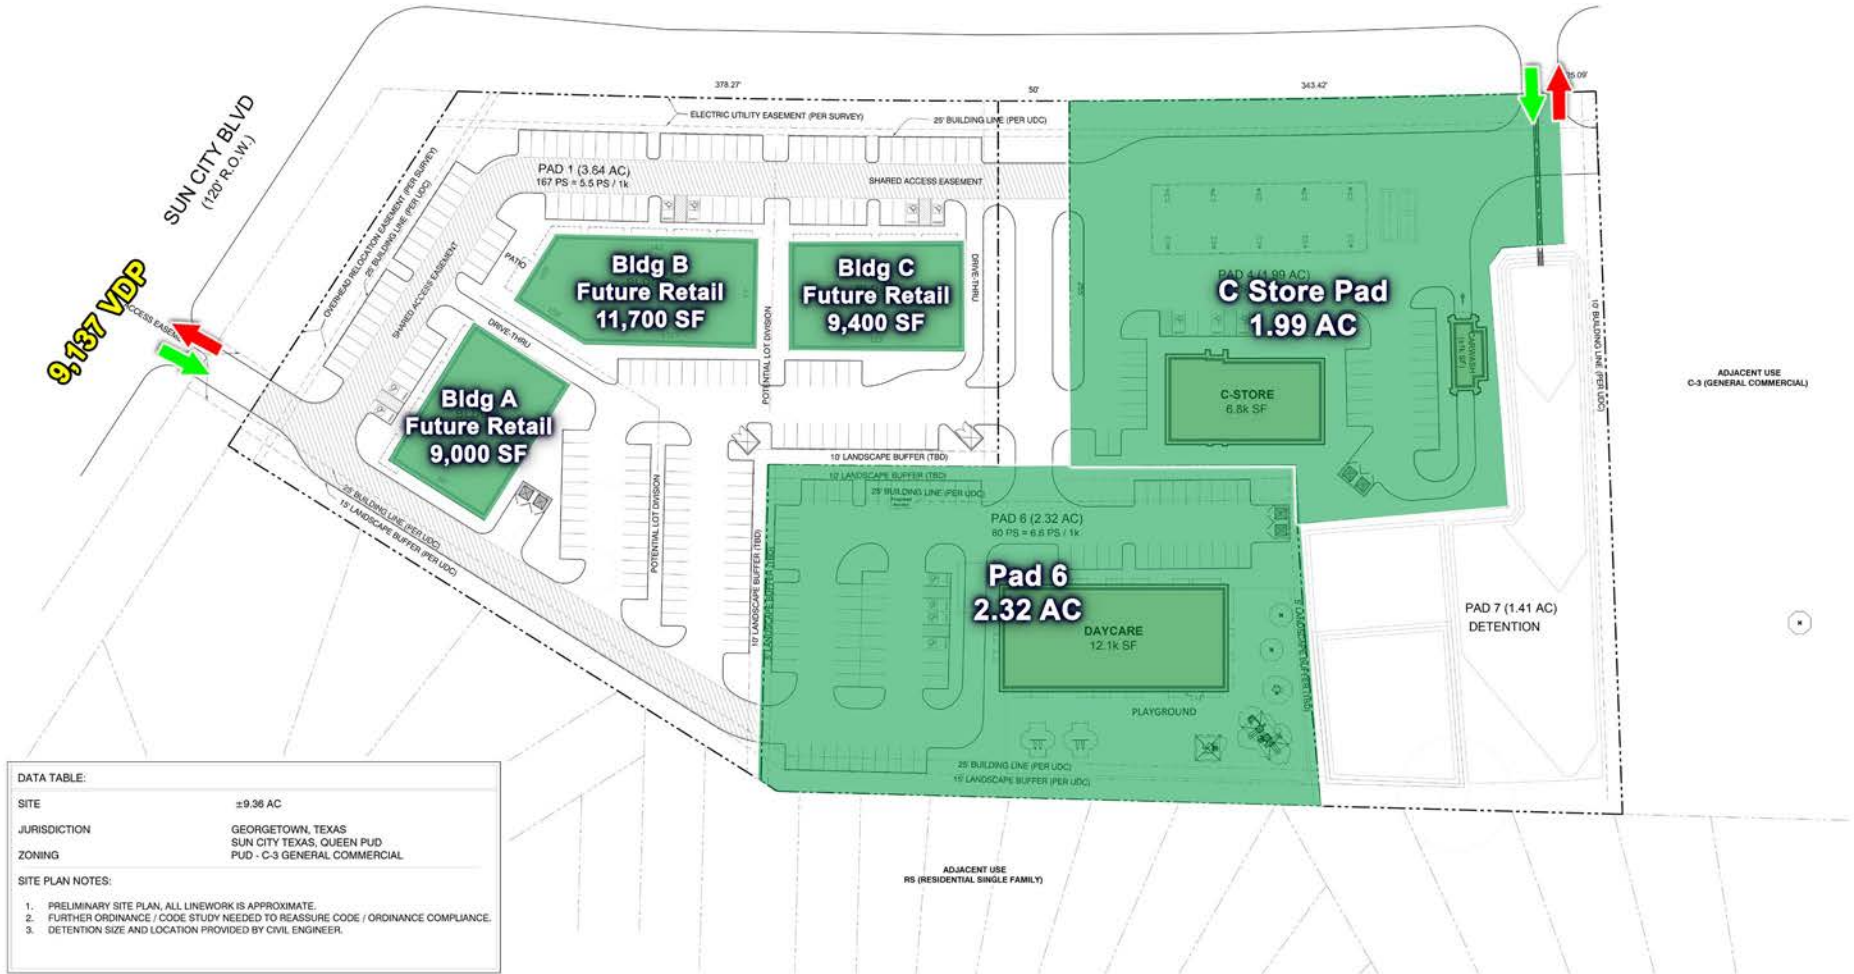 378.27'
50'
343.42'
SUN CITY BLVD
(120' R.O.W.)
9,137 VDP
ELECTRIC UTILITY EASEMENT (PER SURVEY)
25' BUILDING LINE (PER UDC)
PAD 1 (3.64 AC)
167 PS = 5.5 PS / 1k
SHARED ACCESS EASEMENT
OVERHEAD RELOCATION EASEMENT (PER SURVEY)
25' BUILDING LINE (PER UDC)
SHARED ACCESS EASEMENT
PATIO
DRIVE-THRU
Bldg B
Future Retail
11,700 SF
Bldg C
Future Retail
9,400 SF
DRIVE-THRU
POTENTIAL LOT DIVISION
Bldg A
Future Retail
9,000 SF
PAD 4 (1.99 AC)
C Store Pad
1.99 AC
C-STORE
6.8k SF
CARWASH
10' BUILDING LINE (PER UDC)
ADJACENT USE
C-3 (GENERAL COMMERCIAL)
10' LANDSCAPE BUFFER (TBD)
10' LANDSCAPE BUFFER (TBD)
25' BUILDING LINE (PER UDC)
25' BUILDING LINE (PER UDC)
15' LANDSCAPE BUFFER (PER UDC)
POTENTIAL LOT DIVISION
10' LANDSCAPE BUFFER (TBD)
LANDSCAPE BUFFER (TBD)
PAD 6 (2.32 AC)
80 PS = 6.6 PS / 1k
Pad 6
2.32 AC
DAYCARE
12.1k SF
PLAYGROUND
LANDSCAPE BUFFER (TBD)
PAD 7 (1.41 AC)
DETENTION
25' BUILDING LINE (PER UDC)
15' LANDSCAPE BUFFER (PER UDC)
ADJACENT USE
RS (RESIDENTIAL SINGLE FAMILY)
DATA TABLE:
SITE ±9.36 AC
JURISDICTION GEORGETOWN, TEXAS
SUN CITY TEXAS, QUEEN PUD
ZONING PUD - C-3 GENERAL COMMERCIAL
SITE PLAN NOTES:
1. PRELIMINARY SITE PLAN, ALL LINEWORK IS APPROXIMATE.
2. FURTHER ORDINANCE / CODE STUDY NEEDED TO REASSURE CODE / ORDINANCE COMPLIANCE.
3. DETENTION SIZE AND LOCATION PROVIDED BY CIVIL ENGINEER.